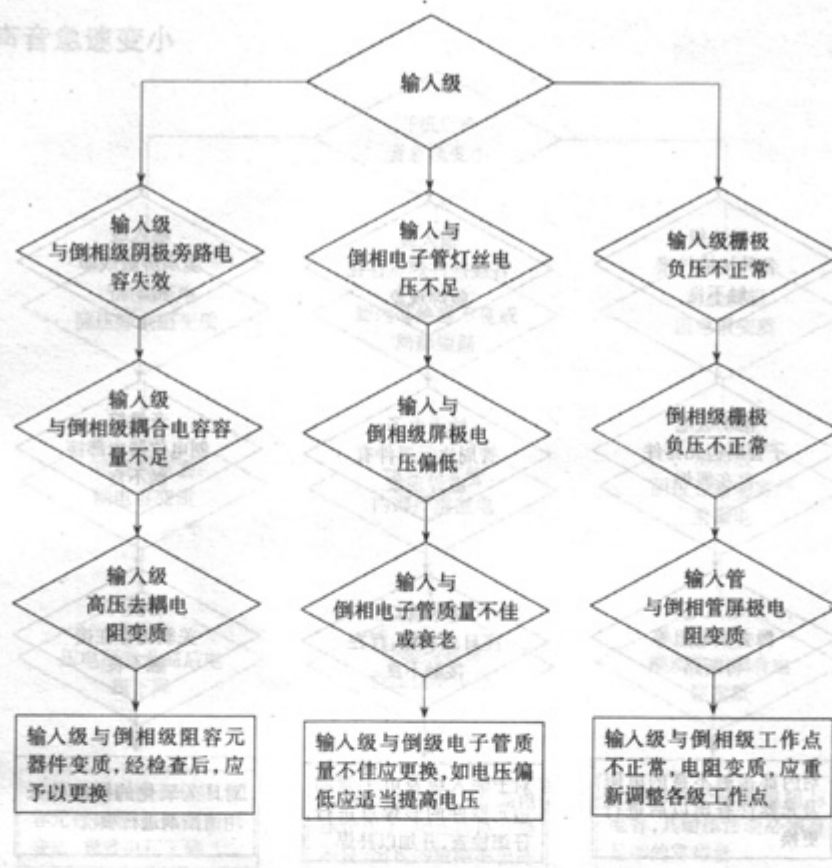 声音急速变小
输入级
输入级
与倒相级阴极旁路电
容失效
输入与
倒相电子管灯丝电
压不足
输入级栅极
负压不正常
输入级
与倒相级耦合电容容
量不足
输入与
倒相级屏极电
压偏低
倒相级栅极
负压不正常
输入级
高压去耦电
阻变质
输入与
倒相电子管质量不佳
或衰老
输入管
与倒相管屏极电
阻变质
输入级与倒相级阻容元
器件变质,经检查后,应
予以更换
输入级与倒级电子管质
量不佳应更换,如电压偏
低应适当提高电压
输入级与倒相级工作点
不正常,电阻变质,应重
新调整各级工作点